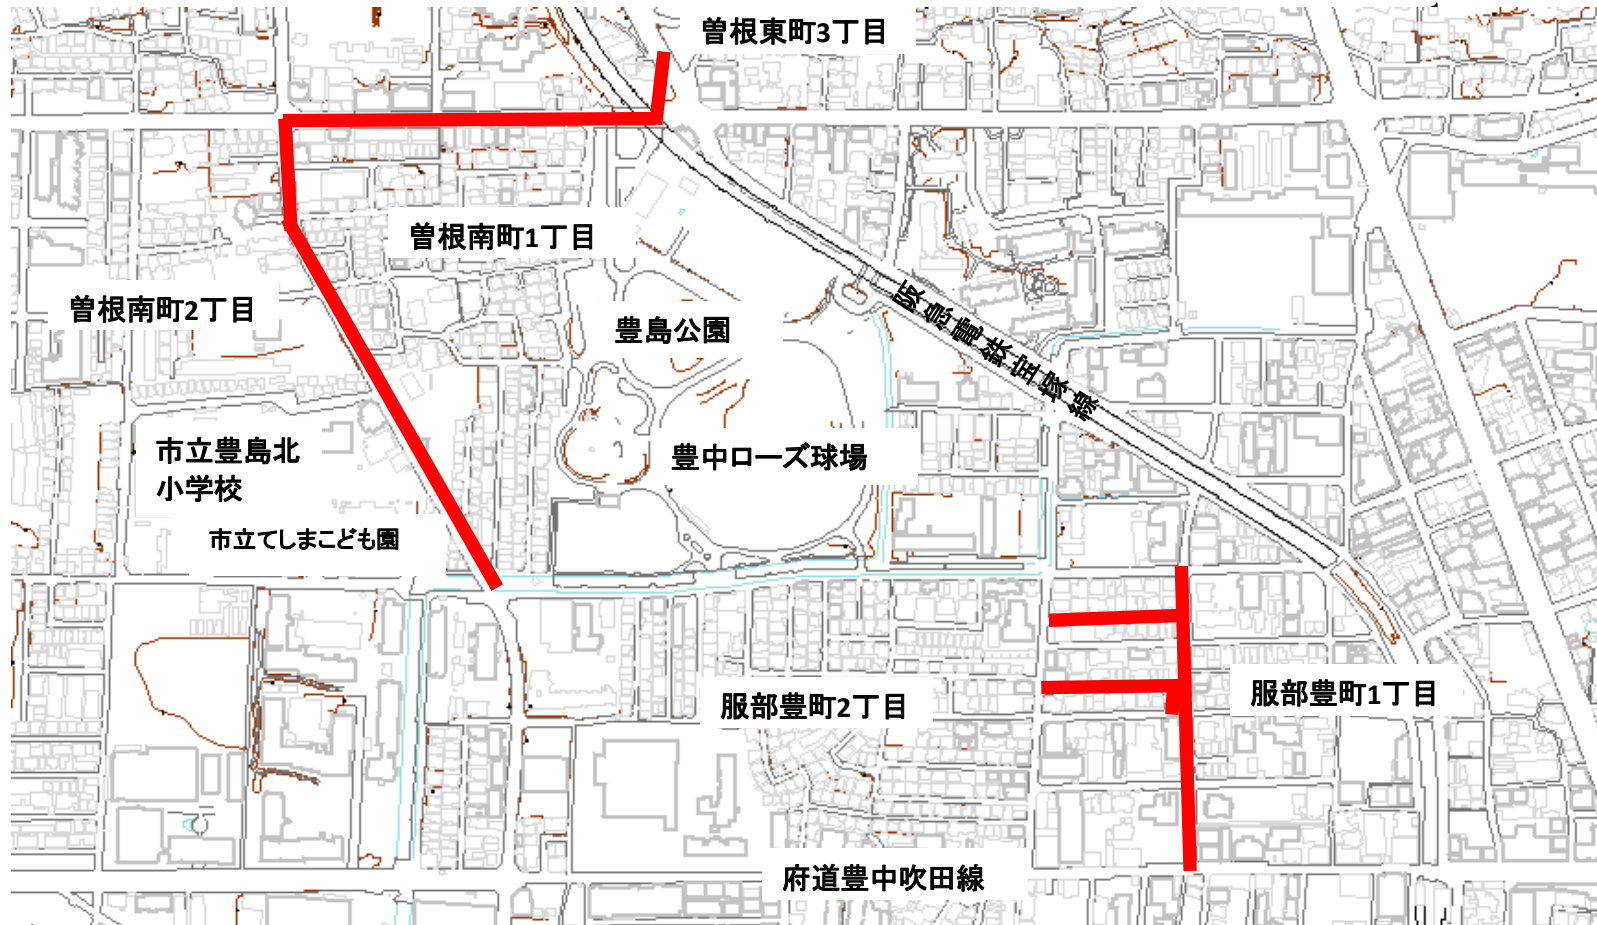 曽根東町3丁目
曽根南町1丁目
曽根南町2丁目
豊島公園
阪急電鉄宝塚線
市立豊島北
小学校
豊中ローズ球場
市立てしまこども園
服部豊町2丁目
服部豊町1丁目
府道豊中吹田線